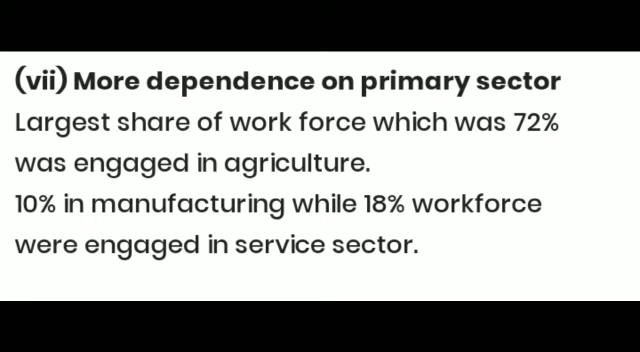 (vii) More dependence on primary sector
Largest share of work force which was 72%
was engaged in agriculture.
10% in manufacturing while 18% workforce
were engaged in service sector.